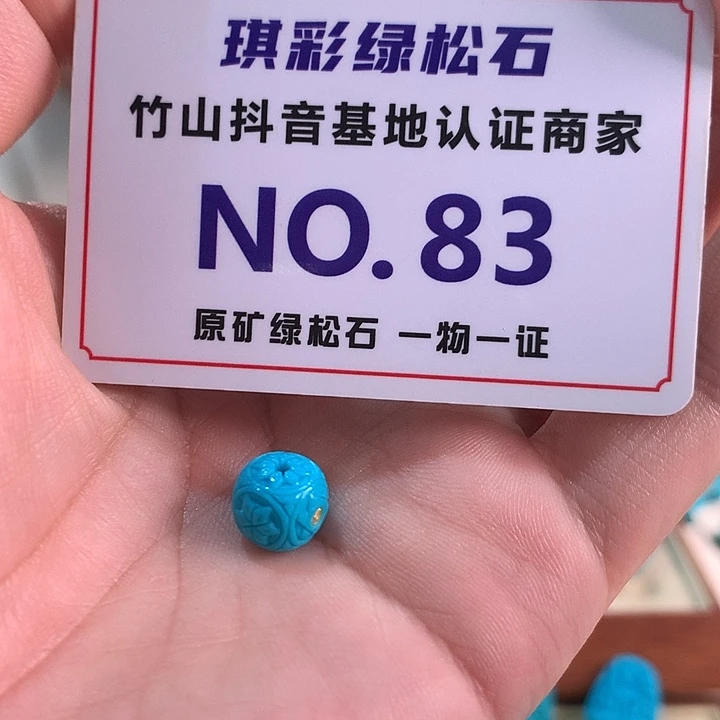 琪彩绿松石
竹山抖音基地认证商家
NO. 83
原矿绿松石 一物一证